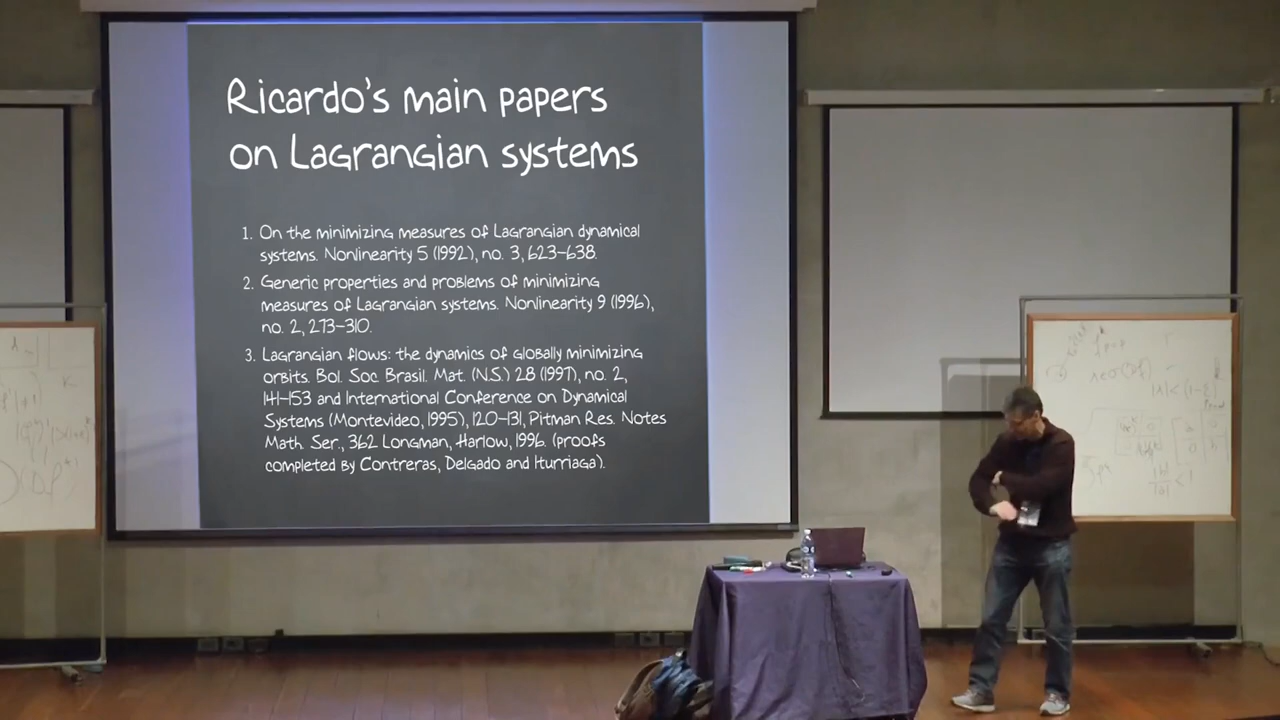 Ricardo's main papers
on Lagrangian systems
1. On the minimizing measures of Lagrangian dynamical
systems. Nonlinearity 5 (1992), no. 3, 623–638.
2. Generic properties and problems of minimizing
measures of Lagrangian systems. Nonlinearity 9 (1996),
no. 2, 273–310.
3. Lagrangian flows: the dynamics of globally minimizing
orbits. Bol. Soc. Brasil. Mat. (N.S.) 28 (1997), no. 2,
141–153 and International Conference on Dynamical
Systems (Montevideo, 1995), 120–131, Pitman Res. Notes
Math. Ser., 362 Longman, Harlow, 1996. (proofs
completed by Contreras, Delgado and Iturriaga).